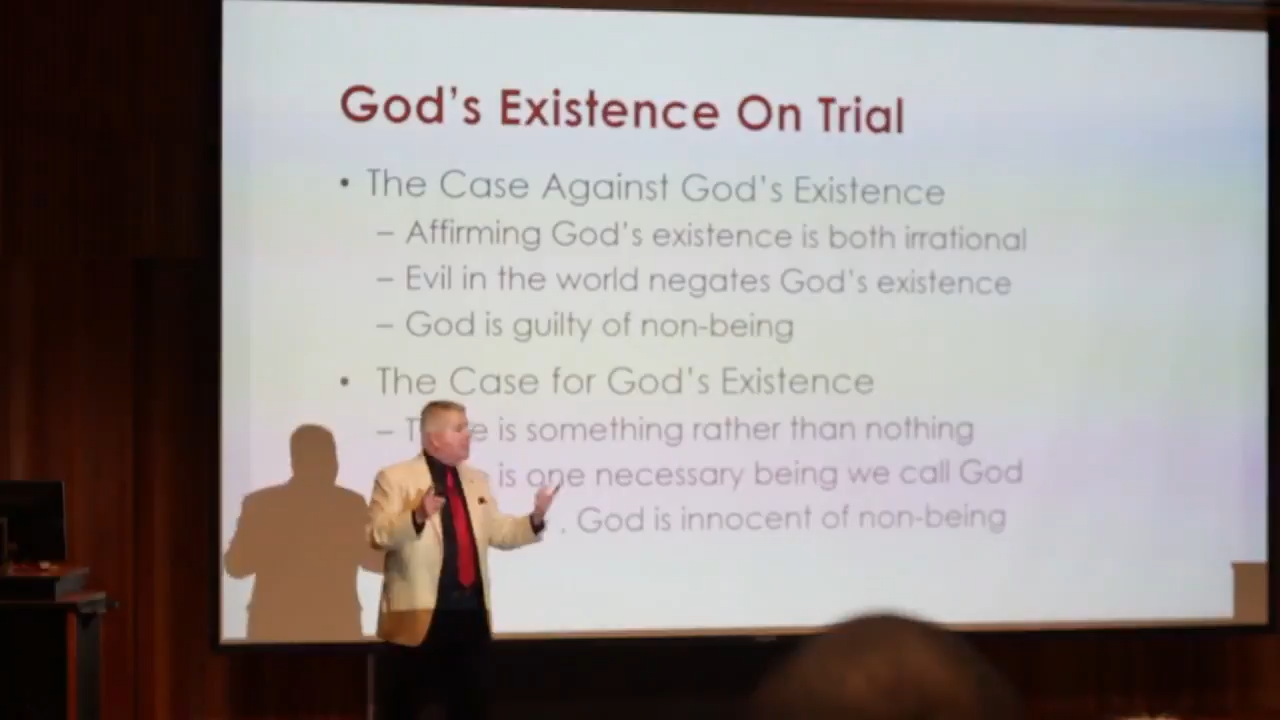 God's Existence On Trial
• The Case Against God's Existence
– Affirming God's existence is both irrational
– Evil in the world negates God's existence
– God is guilty of non-being
• The Case for God's Existence
– is something rather than nothing
is one necessary being we call God
. God is innocent of non-being